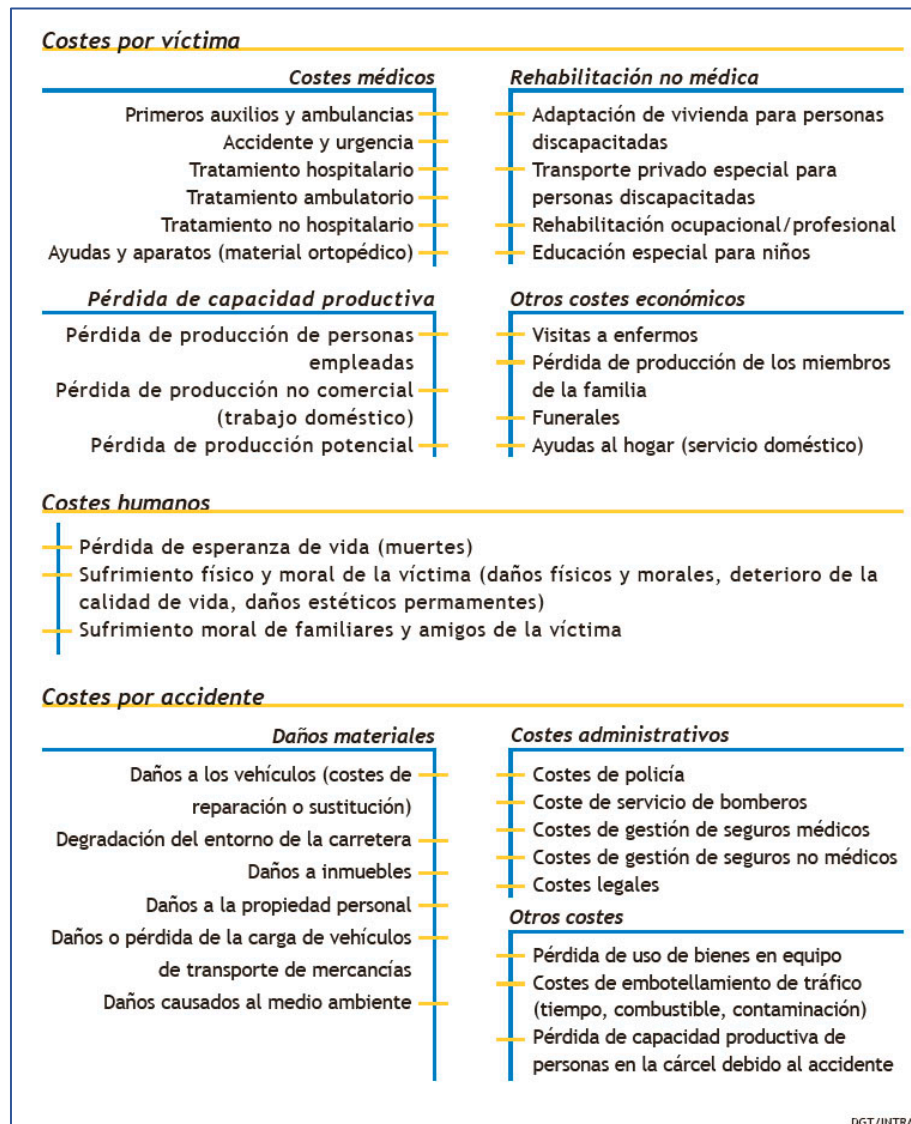 Costes por víctima
Costes médicos
Primeros auxilios y ambulancias
Accidente y urgencia
Tratamiento hospitalario
Tratamiento ambulatorio
Tratamiento no hospitalario
Ayudas y aparatos (material ortopédico)
Rehabilitación no médica
Adaptación de vivienda para personas
discapacitadas
Transporte privado especial para
personas discapacitadas
Rehabilitación ocupacional/profesional
Educación especial para niños
Pérdida de capacidad productiva
Pérdida de producción de personas
empleadas
Pérdida de producción no comercial
(trabajo doméstico)
Pérdida de producción potencial
Otros costes económicos
Visitas a enfermos
Pérdida de producción de los miembros
de la familia
Funerales
Ayudas al hogar (servicio doméstico)
Costes humanos
Pérdida de esperanza de vida (muertes)
Sufrimiento físico y moral de la víctima (daños físicos y morales, deterioro de la
calidad de vida, daños estéticos permamentes)
Sufrimiento moral de familiares y amigos de la víctima
Costes por accidente
Daños materiales
Daños a los vehículos (costes de
reparación o sustitución)
Degradación del entorno de la carretera
Daños a inmuebles
Daños a la propiedad personal
Daños o pérdida de la carga de vehículos
de transporte de mercancías
Daños causados al medio ambiente
Costes administrativos
Costes de policía
Coste de servicio de bomberos
Costes de gestión de seguros médicos
Costes de gestión de seguros no médicos
Costes legales
Otros costes
Pérdida de uso de bienes en equipo
Costes de embotellamiento de tráfico
(tiempo, combustible, contaminación)
Pérdida de capacidad productiva de
personas en la cárcel debido al accidente
DGT/INTRA